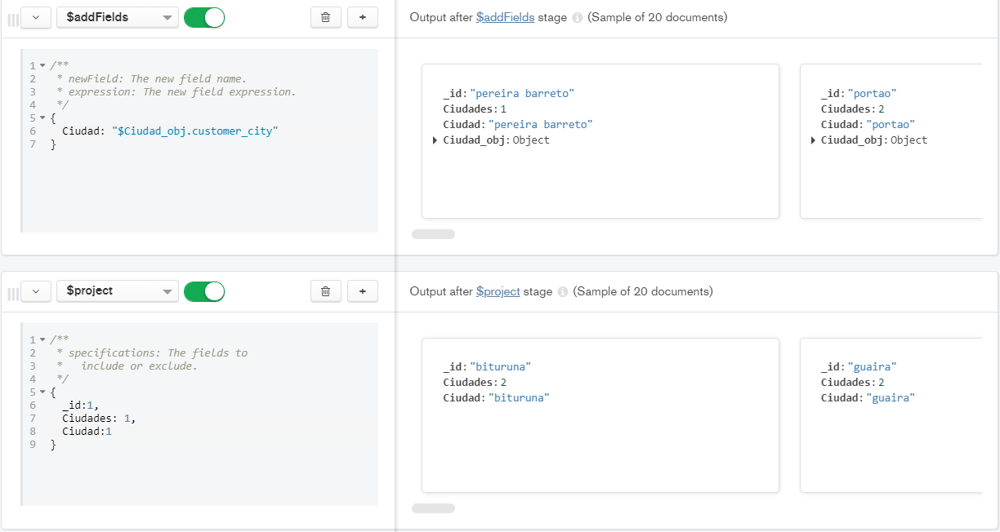 $addFields
Output after $addFields stage (Sample of 20 documents)
1 /**
2 * newField: The new field name.
3 * expression: The new field expression.
4 */
5 {
6 Ciudad: "$Ciudad_obj.customer_city"
7 }
_id: "pereira barreto"
Ciudades: 1
Ciudad: "pereira barreto"
Ciudad_obj: Object
_id: "portao"
Ciudades: 2
Ciudad: "portao"
Ciudad_obj: Object
$project
Output after $project stage (Sample of 20 documents)
1 /**
2 * specifications: The fields to
3 * include or exclude.
4 */
5 {
6 _id:1,
7 Ciudades: 1,
8 Ciudad:1
9 }
_id: "bituruna"
Ciudades: 2
Ciudad: "bituruna"
_id: "guaira"
Ciudades: 2
Ciudad: "guaira"